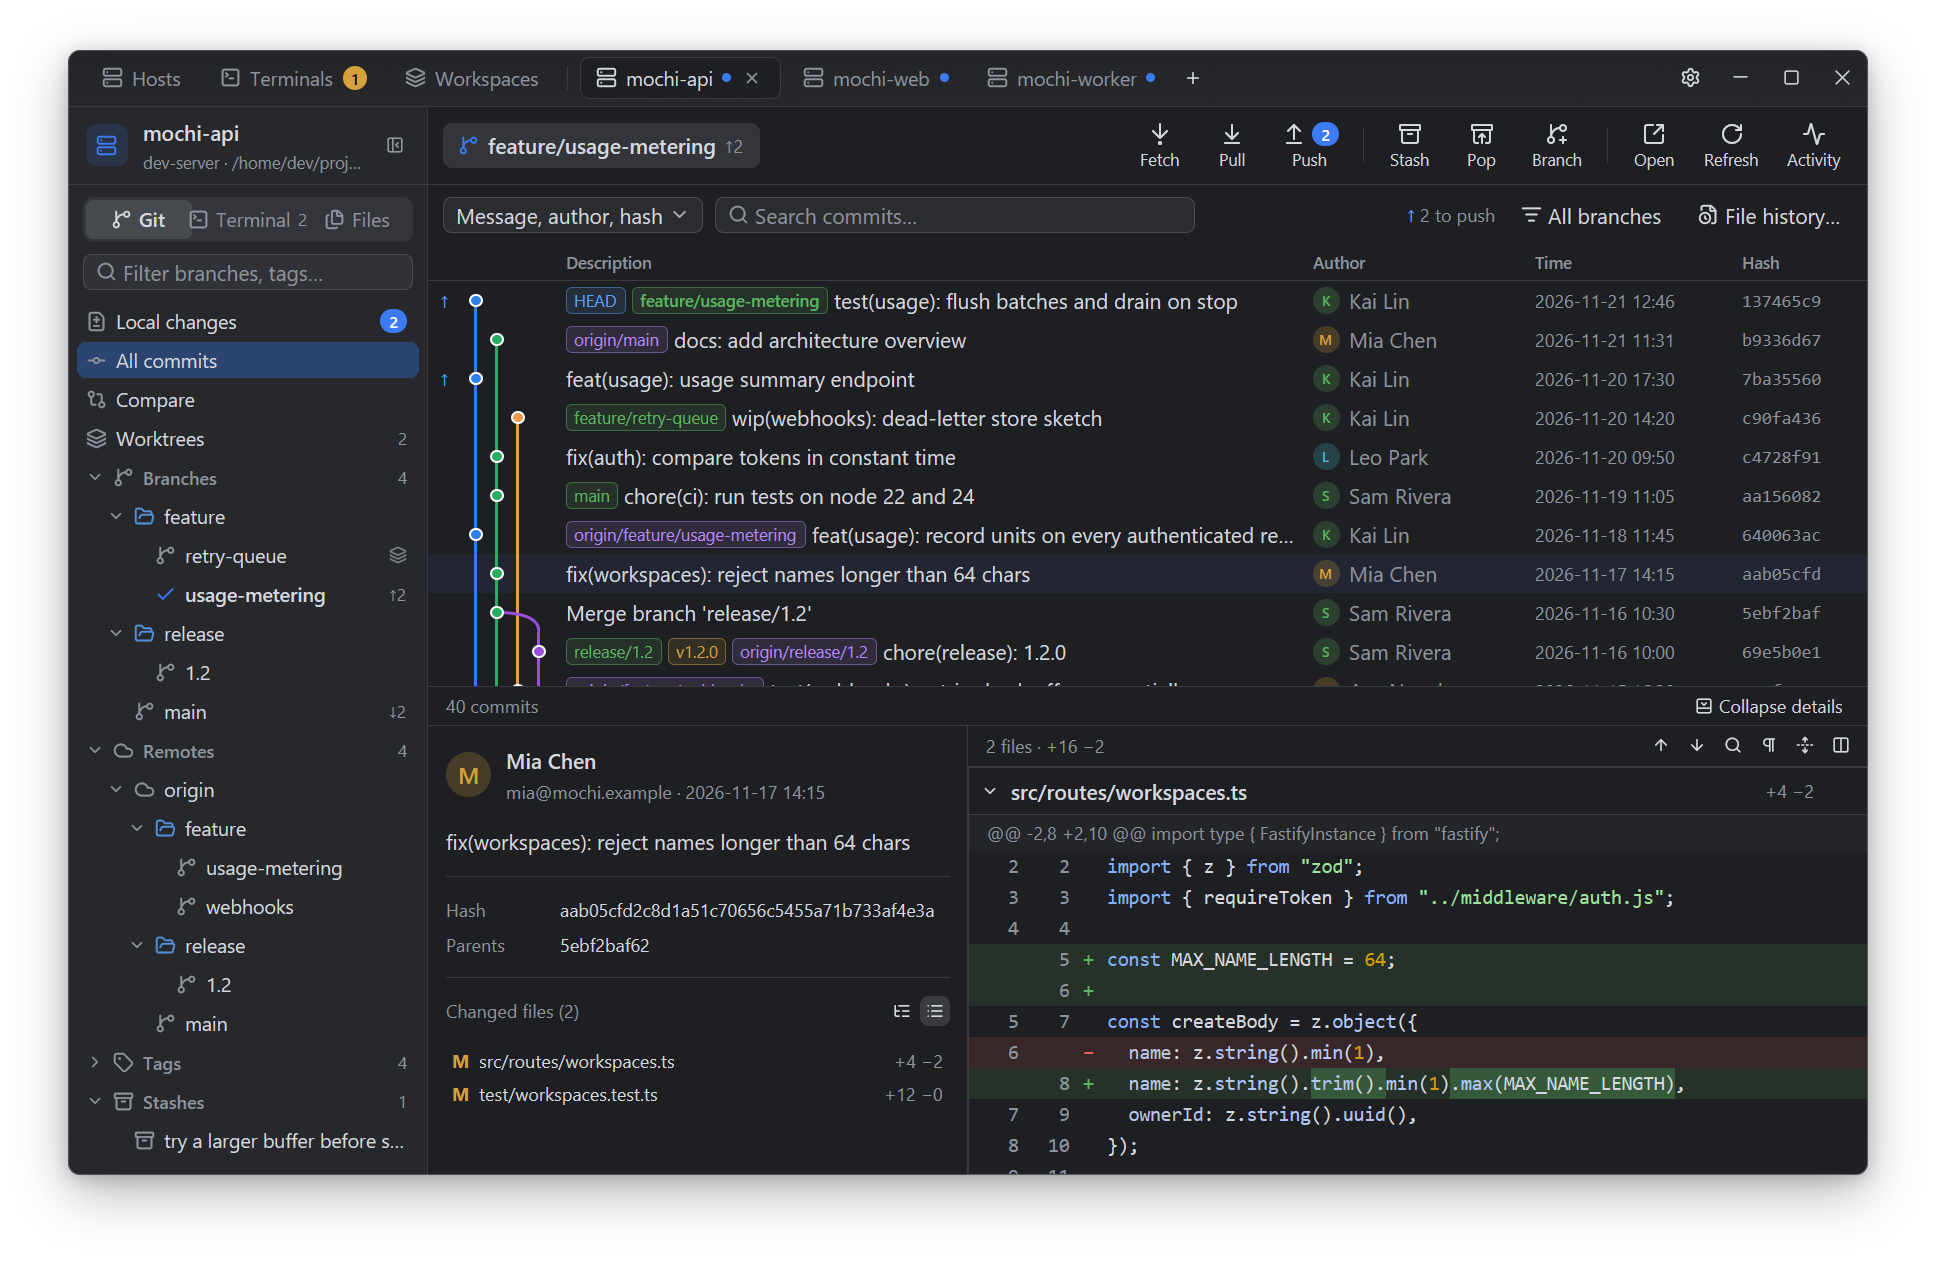 Hosts
Terminals 1
Workspaces
mochi-api
mochi-web
mochi-worker
mochi-api
dev-server · /home/dev/proj...
Git
Terminal 2
Files
Filter branches, tags...
Local changes 2
All commits
Compare
Worktrees 2
Branches 4
feature
retry-queue
usage-metering ↑2
release
1.2
main ↓2
Remotes 4
origin
feature
usage-metering
webhooks
release
1.2
main
Tags 4
Stashes 1
try a larger buffer before s...
feature/usage-metering ↑2
Fetch
Pull
Push 2
Stash
Pop
Branch
Open
Refresh
Activity
Message, author, hash
Search commits...
↑ 2 to push
All branches
File history...
Description Author Time Hash
↑ HEAD feature/usage-metering test(usage): flush batches and drain on stop K Kai Lin 2026-11-21 12:46 137465c9
origin/main docs: add architecture overview M Mia Chen 2026-11-21 11:31 b9336d67
↑ feat(usage): usage summary endpoint K Kai Lin 2026-11-20 17:30 7ba35560
feature/retry-queue wip(webhooks): dead-letter store sketch K Kai Lin 2026-11-20 14:20 c90fa436
fix(auth): compare tokens in constant time L Leo Park 2026-11-20 09:50 c4728f91
main chore(ci): run tests on node 22 and 24 S Sam Rivera 2026-11-19 11:05 aa156082
origin/feature/usage-metering feat(usage): record units on every authenticated re... K Kai Lin 2026-11-18 11:45 640063ac
fix(workspaces): reject names longer than 64 chars M Mia Chen 2026-11-17 14:15 aab05cfd
Merge branch 'release/1.2' S Sam Rivera 2026-11-16 10:30 5ebf2baf
release/1.2 v1.2.0 origin/release/1.2 chore(release): 1.2.0 S Sam Rivera 2026-11-16 10:00 69e5b0e1
40 commits
Collapse details
M
Mia Chen
mia@mochi.example · 2026-11-17 14:15
fix(workspaces): reject names longer than 64 chars
Hash aab05cfd2c8d1a51c70656c5455a71b733af4e3a
Parents 5ebf2baf62
Changed files (2)
M src/routes/workspaces.ts +4 −2
M test/workspaces.test.ts +12 −0
2 files · +16 −2
src/routes/workspaces.ts +4 −2
@@ -2,8 +2,10 @@ import type { FastifyInstance } from "fastify";
2 2 import { z } from "zod";
3 3 import { requireToken } from "../middleware/auth.js";
4 4
5 + const MAX_NAME_LENGTH = 64;
6 +
5 7 const createBody = z.object({
6 − name: z.string().min(1),
8 + name: z.string().trim().min(1).max(MAX_NAME_LENGTH),
7 9 ownerId: z.string().uuid(),
8 10 });